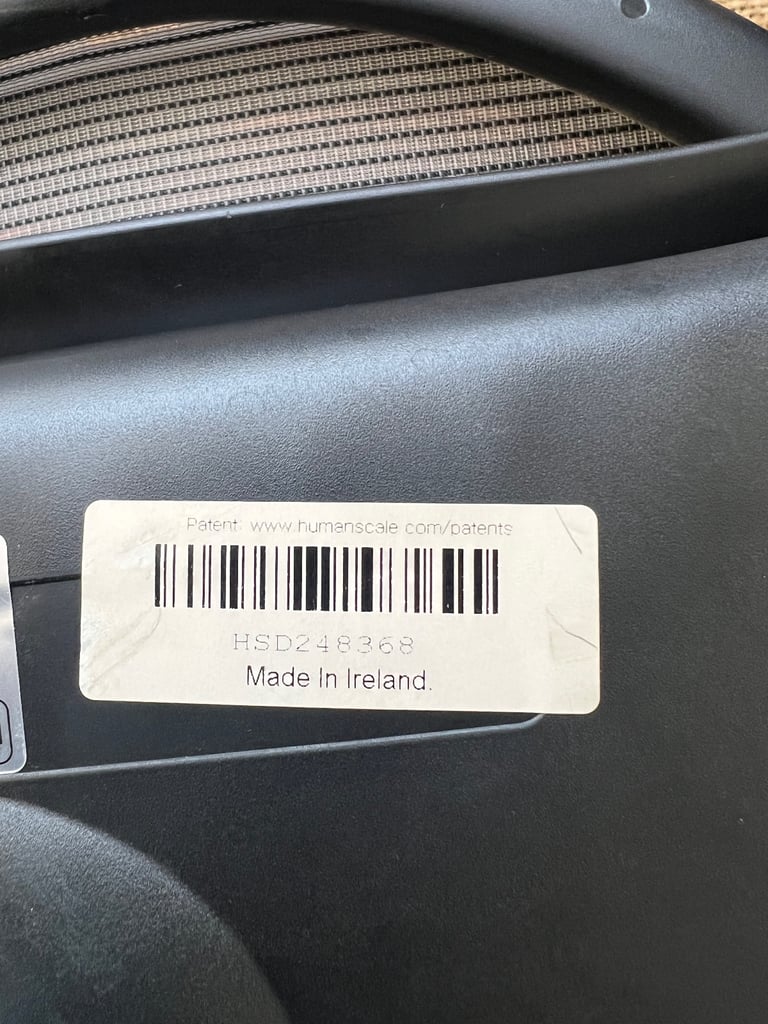 Patent: www.humanscale.com/patents
HSD248368
Made In Ireland.